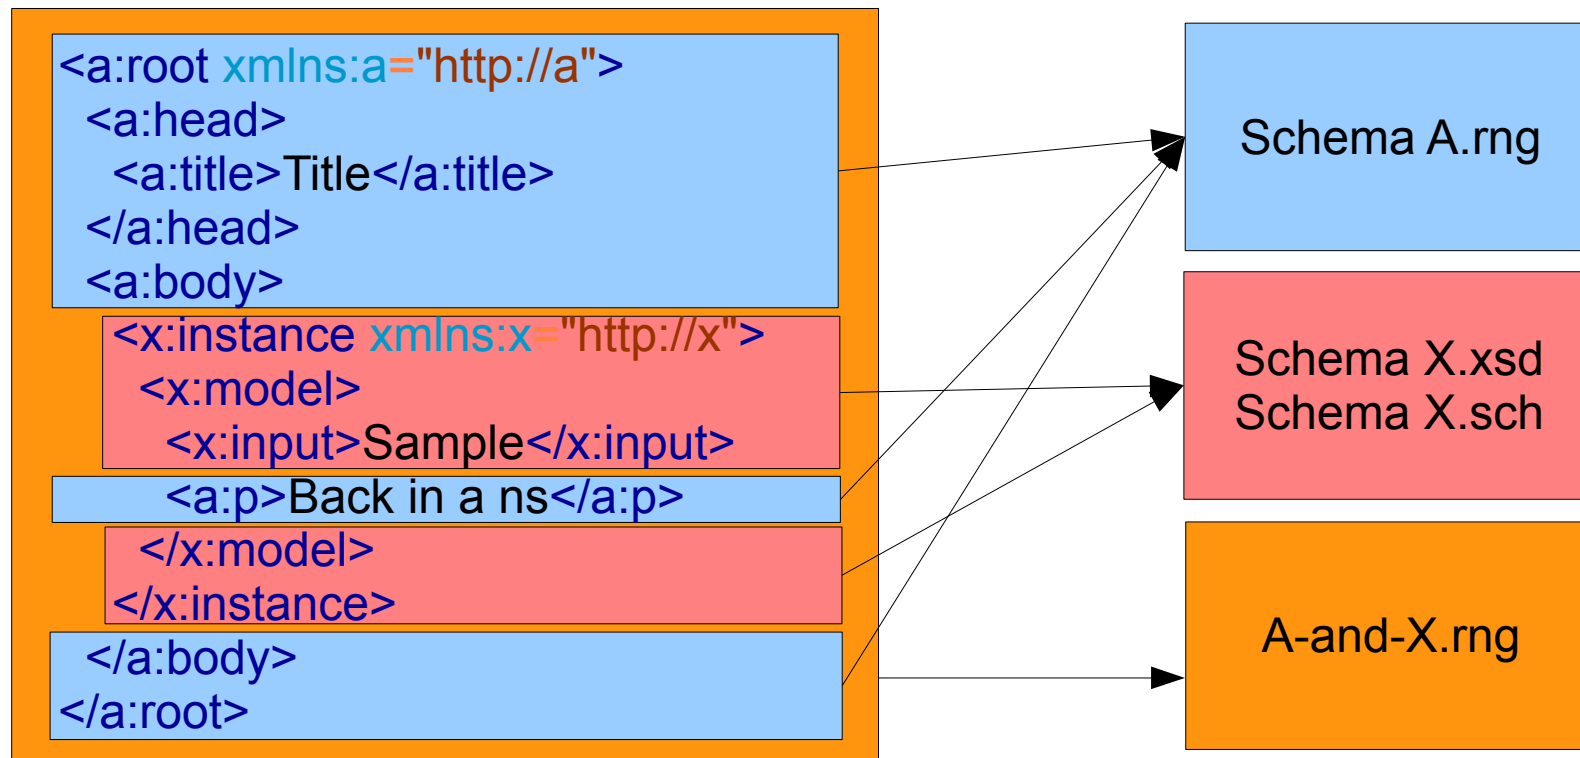 <a:root xmlns:a="http://a">
<a:head>
<a:title>Title</a:title>
</a:head>
<a:body>
<x:instance xmlns:x="http://x">
<x:model>
<x:input>Sample</x:input>
<a:p>Back in a ns</a:p>
</x:model>
</x:instance>
</a:body>
</a:root>
Schema A.rng
Schema X.xsd
Schema X.sch
A-and-X.rng